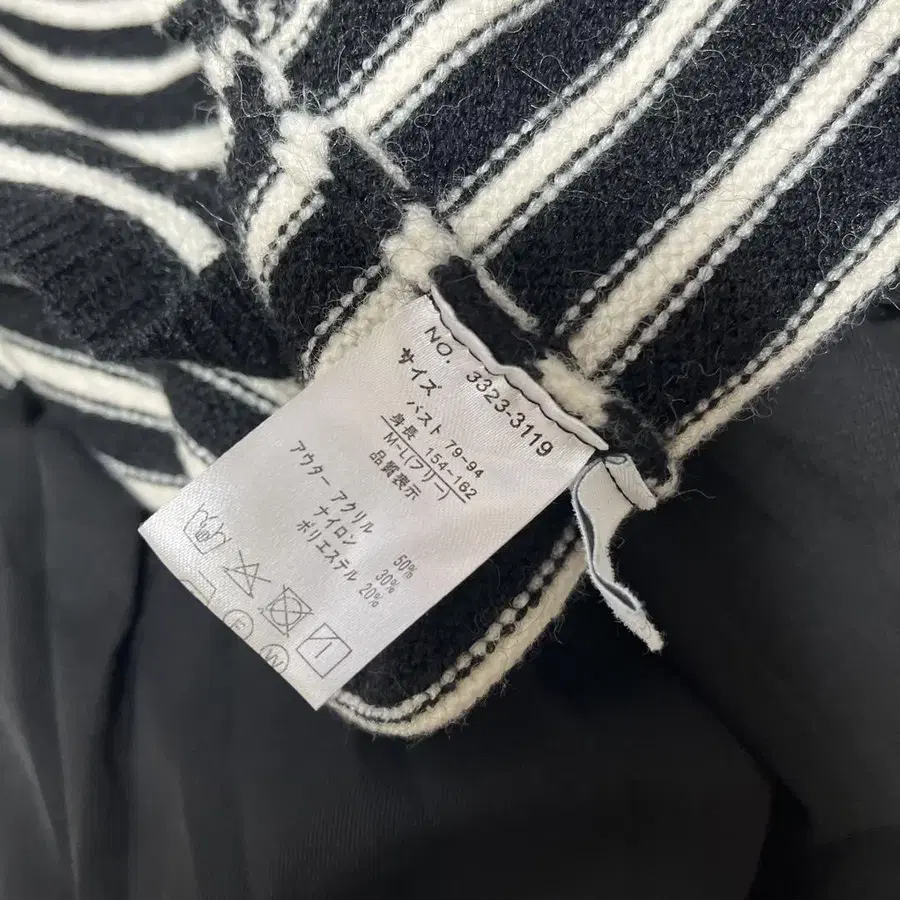 NO. 3323-3119
サイズ
バスト 79~94
身長 154~162
M~L(フリー)
品質表示
アウター アクリル 50%
ナイロン 30%
ポリエステル 20%
F
W